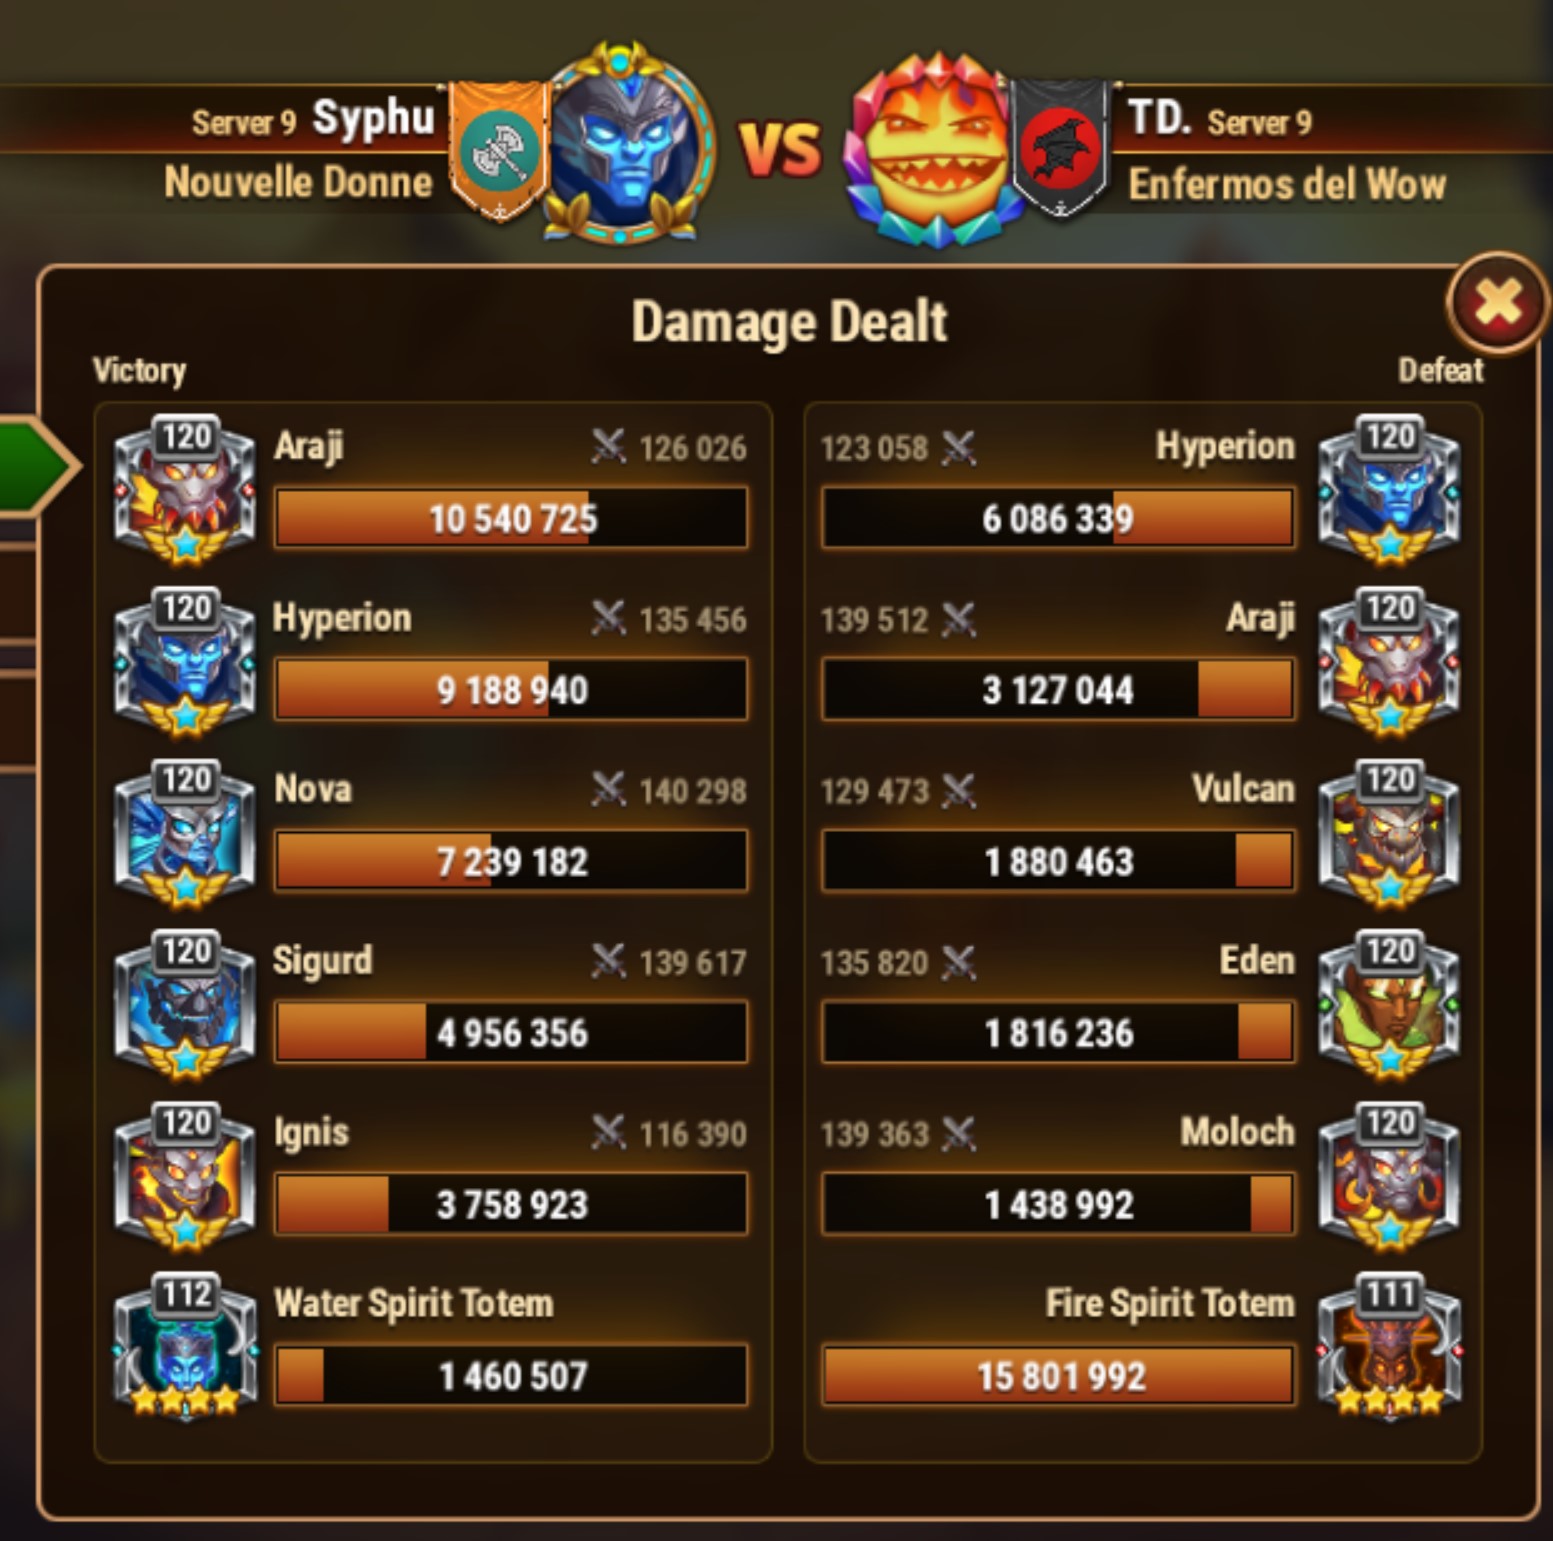 Server 9 Syphu
Nouvelle Donne
VS
TD. Server 9
Enfermos del Wow
Damage Dealt
Victory
Defeat
120 Araji 126 026
10 540 725
120 Hyperion 135 456
9 188 940
120 Nova 140 298
7 239 182
120 Sigurd 139 617
4 956 356
120 Ignis 116 390
3 758 923
112 Water Spirit Totem
1 460 507
123 058 Hyperion 120
6 086 339
139 512 Araji 120
3 127 044
129 473 Vulcan 120
1 880 463
135 820 Eden 120
1 816 236
139 363 Moloch 120
1 438 992
Fire Spirit Totem 111
15 801 992